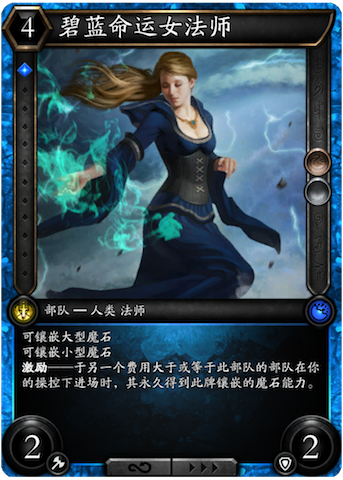 4
碧蓝命运女法师
部队 — 人类 法师
可镶嵌大型魔石
可镶嵌小型魔石
激励——于另一个费用大于或等于此部队的部队在你
的操控下进场时，其永久得到此牌镶嵌的魔石能力。
2
2